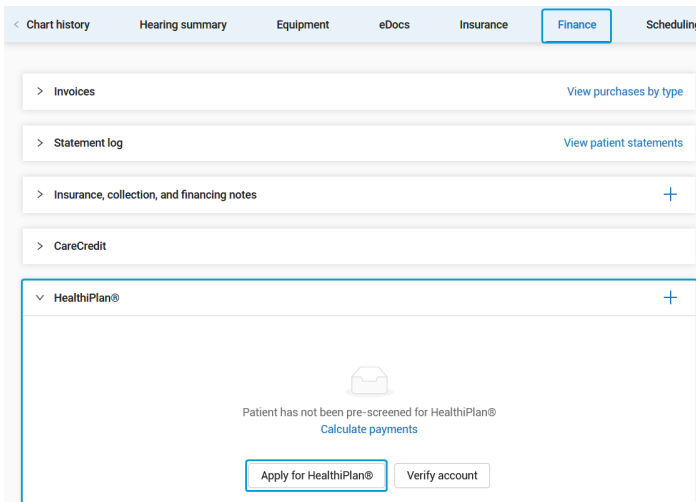 Chart history Hearing summary Equipment eDocs Insurance Finance Scheduling
Invoices View purchases by type
Statement log View patient statements
Insurance, collection, and financing notes
CareCredit
HealthiPlan®
Patient has not been pre-screened for HealthiPlan®
Calculate payments
Apply for HealthiPlan® Verify account